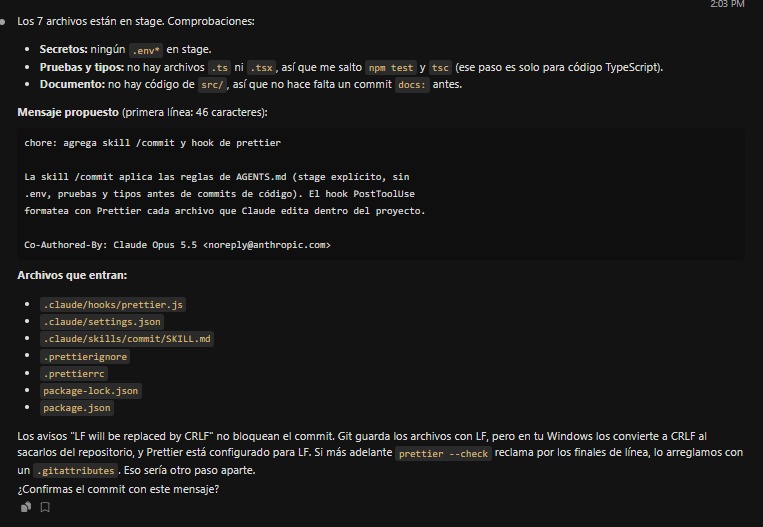 2:03 PM
Los 7 archivos están en stage. Comprobaciones:
Secretos: ningún .env* en stage.
Pruebas y tipos: no hay archivos .ts ni .tsx, así que me salto npm test y tsc (ese paso es solo para código TypeScript).
Documento: no hay código de src/, así que no hace falta un commit docs: antes.
Mensaje propuesto (primera línea: 46 caracteres):
chore: agrega skill /commit y hook de prettier
La skill /commit aplica las reglas de AGENTS.md (stage explícito, sin
.env, pruebas y tipos antes de commits de código). El hook PostToolUse
formatea con Prettier cada archivo que Claude edita dentro del proyecto.
Co-Authored-By: Claude Opus 5.5 <noreply@anthropic.com>
Archivos que entran:
.claude/hooks/prettier.js
.claude/settings.json
.claude/skills/commit/SKILL.md
.prettierignore
.prettierrc
package-lock.json
package.json
Los avisos "LF will be replaced by CRLF" no bloquean el commit. Git guarda los archivos con LF, pero en tu Windows los convierte a CRLF al
sacarlos del repositorio, y Prettier está configurado para LF. Si más adelante prettier --check reclama por los finales de línea, lo arreglamos con
un .gitattributes. Eso sería otro paso aparte.
¿Confirmas el commit con este mensaje?